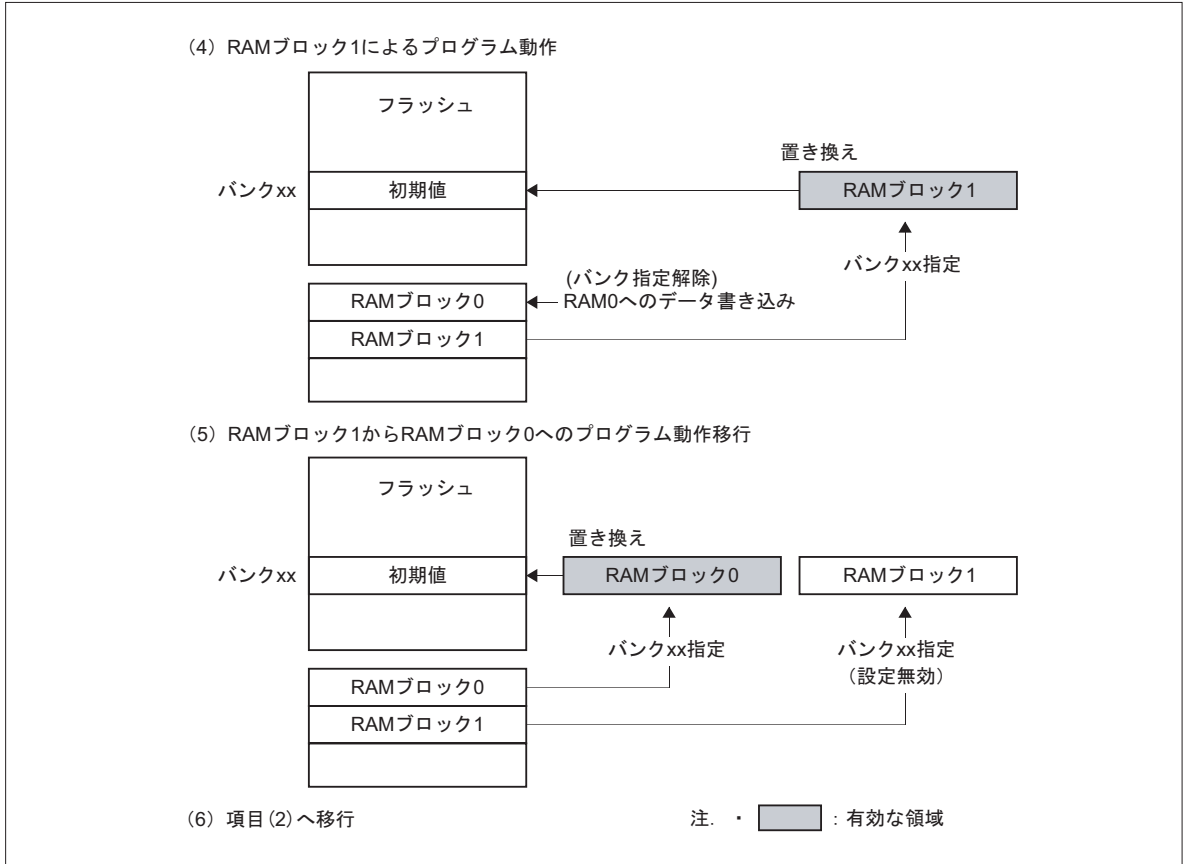 (4) RAMブロック1によるプログラム動作
フラッシュ
置き換え
バンクxx
初期値
RAMブロック1
バンクxx指定
(バンク指定解除)
RAMブロック0
RAM0へのデータ書き込み
RAMブロック1
(5) RAMブロック1からRAMブロック0へのプログラム動作移行
フラッシュ
置き換え
バンクxx
初期値
RAMブロック0
RAMブロック1
バンクxx指定
バンクxx指定
(設定無効)
RAMブロック0
RAMブロック1
(6) 項目(2)へ移行
注. ・ : 有効な領域